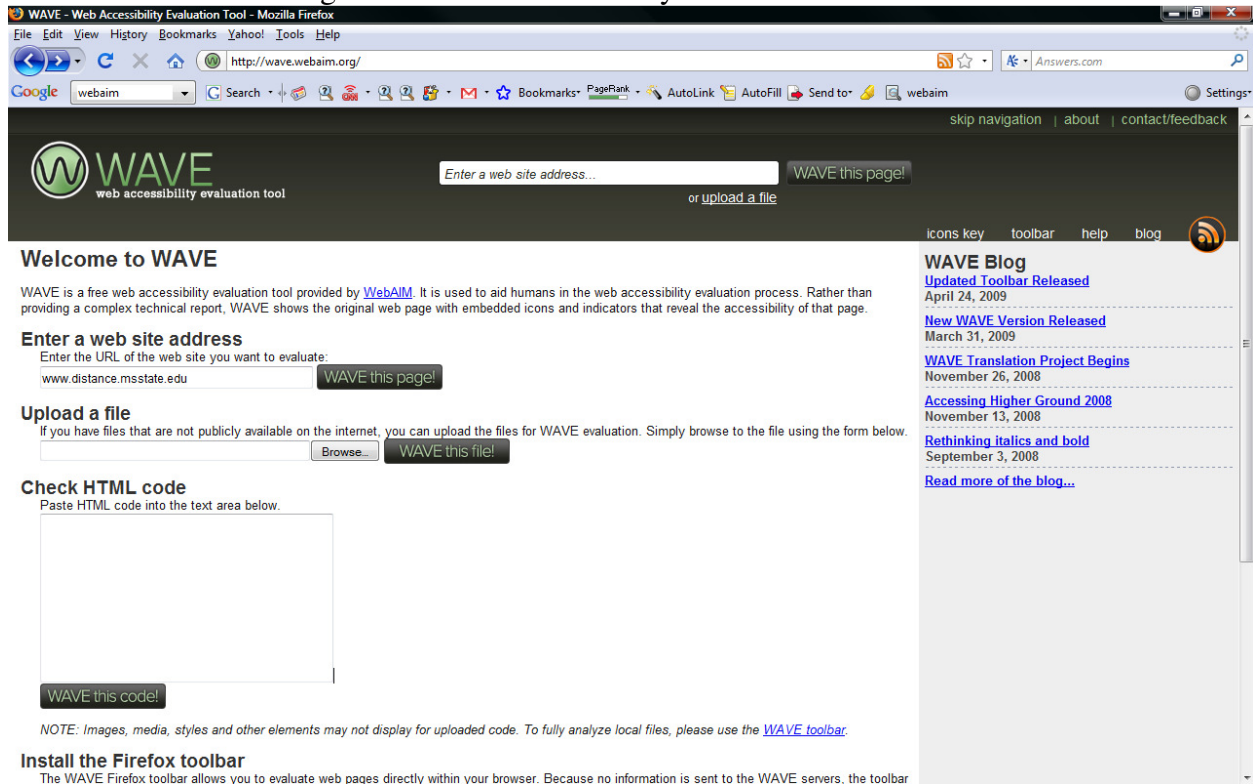 WAVE - Web Accessibility Evaluation Tool - Mozilla Firefox
File Edit View History Bookmarks Yahoo! Tools Help
http://wave.webaim.org/
Answers.com
Google webaim Search Bookmarks PageRank AutoLink AutoFill Send to webaim Settings
skip navigation | about | contact/feedback
WAVE
web accessibility evaluation tool
Enter a web site address... WAVE this page!
or upload a file
icons key toolbar help blog
Welcome to WAVE
WAVE is a free web accessibility evaluation tool provided by WebAIM. It is used to aid humans in the web accessibility evaluation process. Rather than
providing a complex technical report, WAVE shows the original web page with embedded icons and indicators that reveal the accessibility of that page.
Enter a web site address
Enter the URL of the web site you want to evaluate:
www.distance.msstate.edu WAVE this page!
Upload a file
If you have files that are not publicly available on the internet, you can upload the files for WAVE evaluation. Simply browse to the file using the form below.
Browse... WAVE this file!
Check HTML code
Paste HTML code into the text area below.
WAVE this code!
NOTE: Images, media, styles and other elements may not display for uploaded code. To fully analyze local files, please use the WAVE toolbar.
Install the Firefox toolbar
The WAVE Firefox toolbar allows you to evaluate web pages directly within your browser. Because no information is sent to the WAVE servers, the toolbar
WAVE Blog
Updated Toolbar Released
April 24, 2009
New WAVE Version Released
March 31, 2009
WAVE Translation Project Begins
November 26, 2008
Accessing Higher Ground 2008
November 13, 2008
Rethinking italics and bold
September 3, 2008
Read more of the blog...